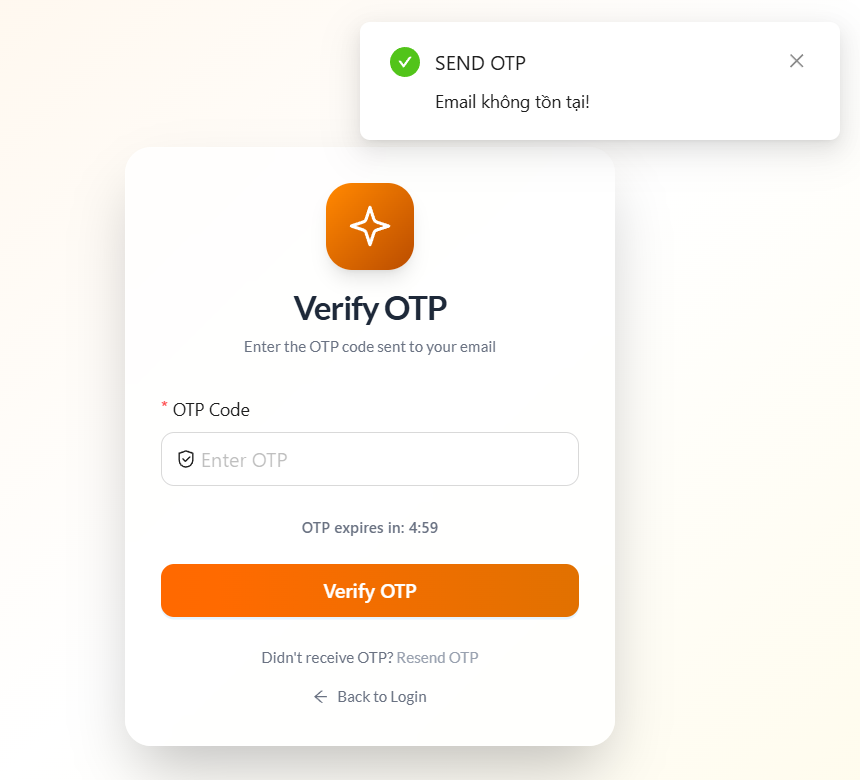 SEND OTP
Email không tồn tại!
Verify OTP
Enter the OTP code sent to your email
* OTP Code
Enter OTP
OTP expires in: 4:59
Verify OTP
Didn't receive OTP? Resend OTP
Back to Login